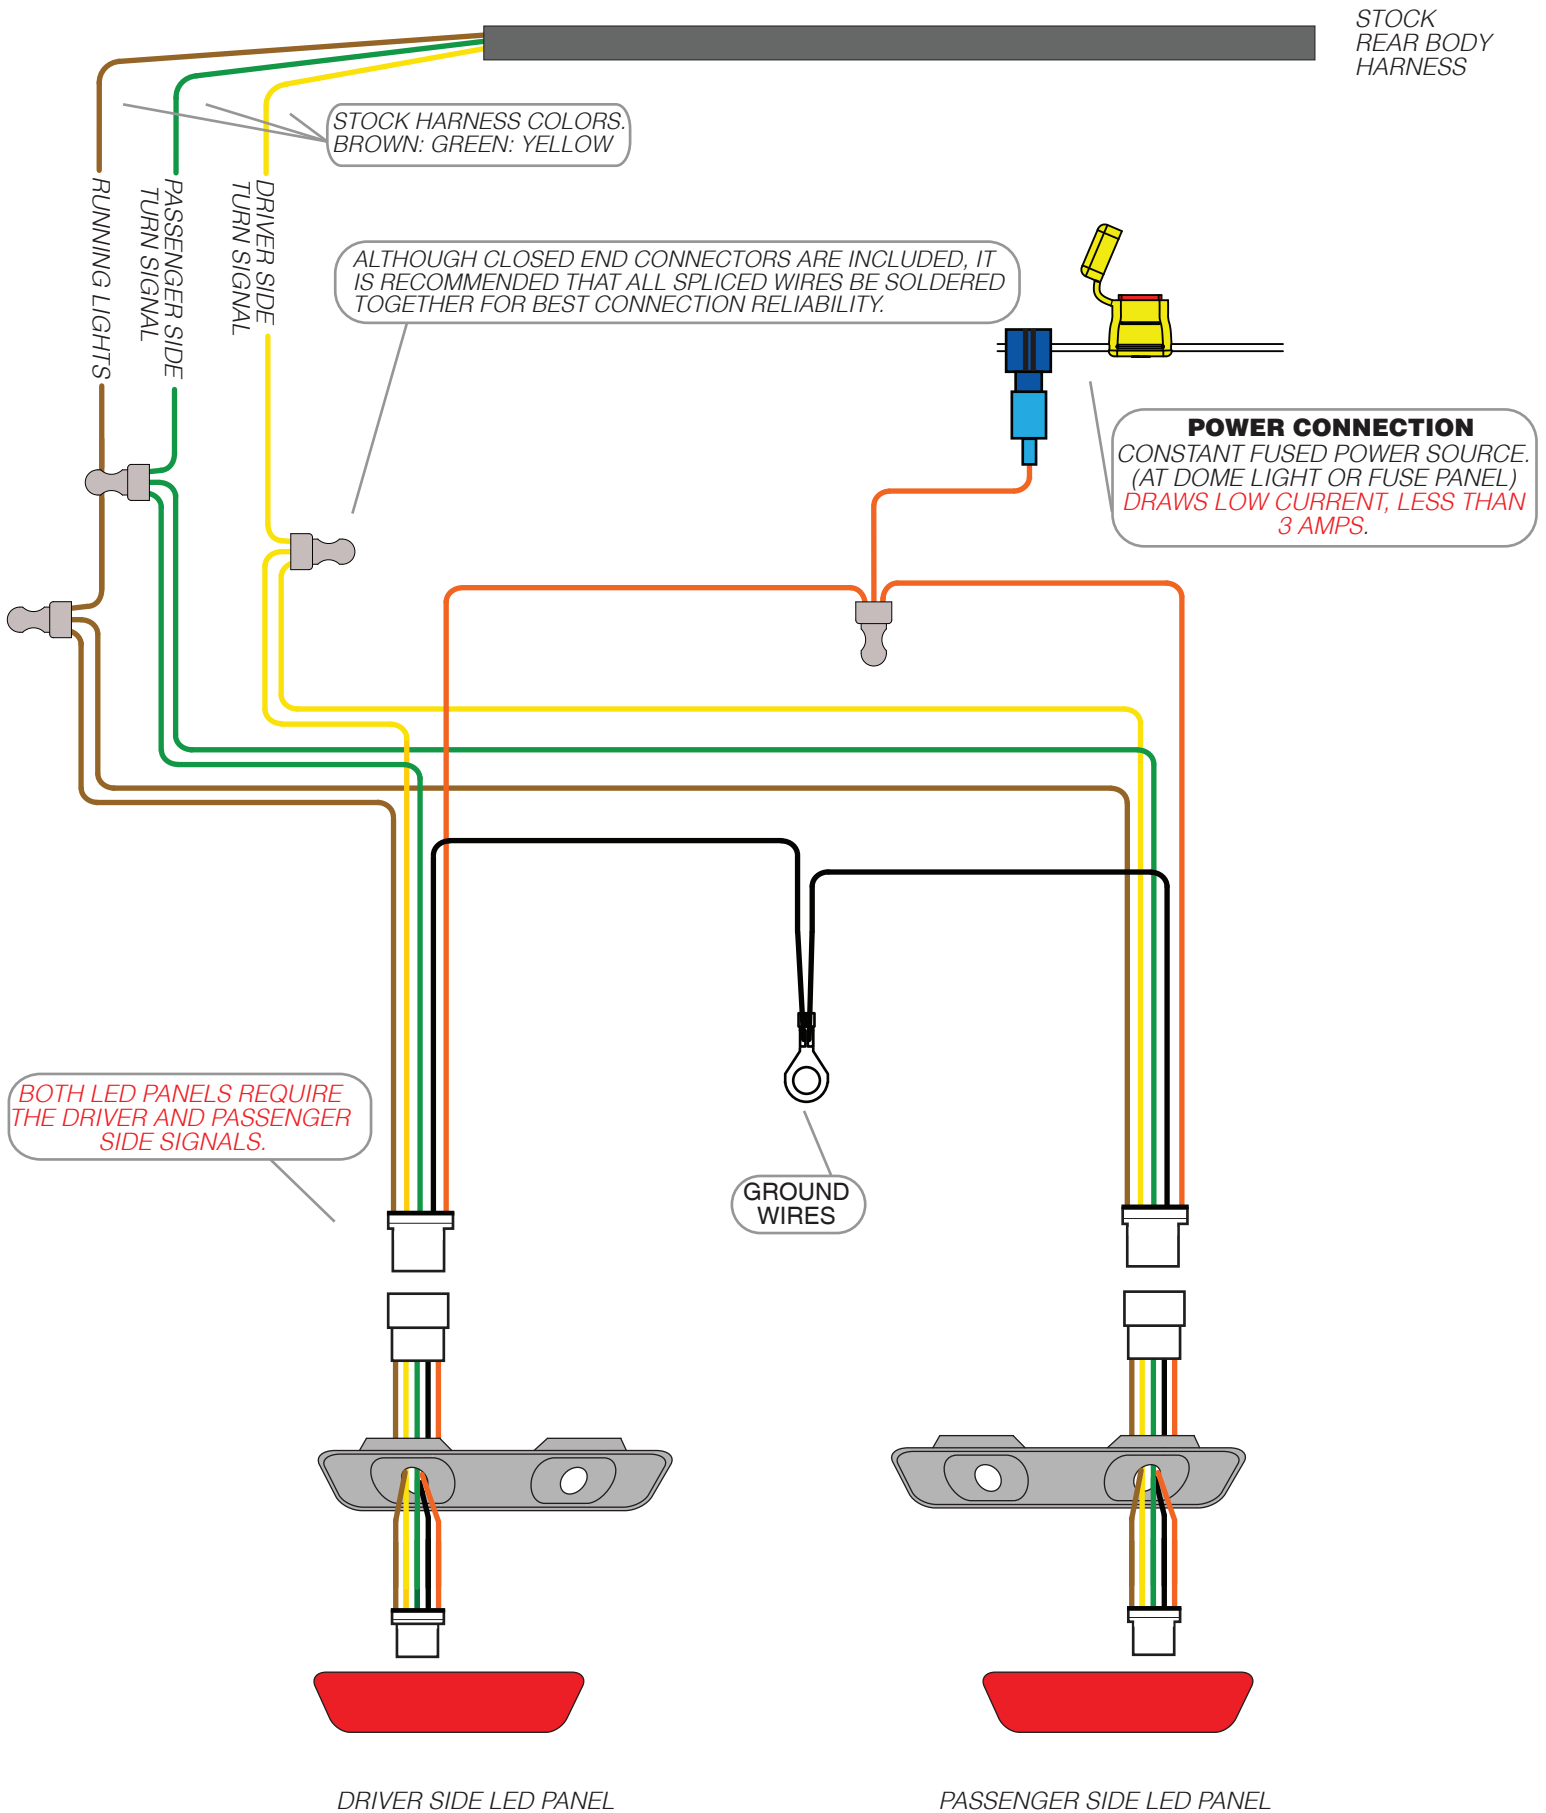 STOCK
REAR BODY
HARNESS
STOCK HARNESS COLORS.
BROWN: GREEN: YELLOW
RUNNING LIGHTS
PASSENGER SIDE
TURN SIGNAL
DRIVER SIDE
TURN SIGNAL
ALTHOUGH CLOSED END CONNECTORS ARE INCLUDED, IT
IS RECOMMENDED THAT ALL SPLICED WIRES BE SOLDERED
TOGETHER FOR BEST CONNECTION RELIABILITY.
POWER CONNECTION
CONSTANT FUSED POWER SOURCE.
(AT DOME LIGHT OR FUSE PANEL)
DRAWS LOW CURRENT, LESS THAN
3 AMPS.
BOTH LED PANELS REQUIRE
THE DRIVER AND PASSENGER
SIDE SIGNALS.
GROUND
WIRES
DRIVER SIDE LED PANEL
PASSENGER SIDE LED PANEL